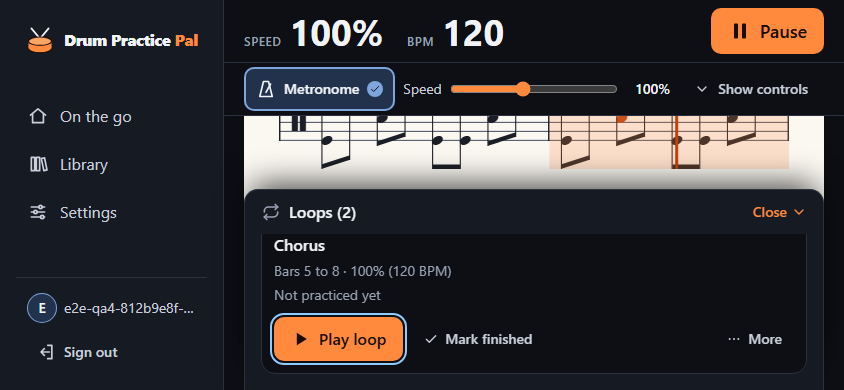 Drum Practice Pal
On the go
Library
Settings
E
e2e-qa4-812b9e8f-...
Sign out
SPEED 100% BPM 120
Pause
Metronome
Speed
100%
Show controls
Loops (2)
Close
Chorus
Bars 5 to 8 · 100% (120 BPM)
Not practiced yet
Play loop
Mark finished
··· More